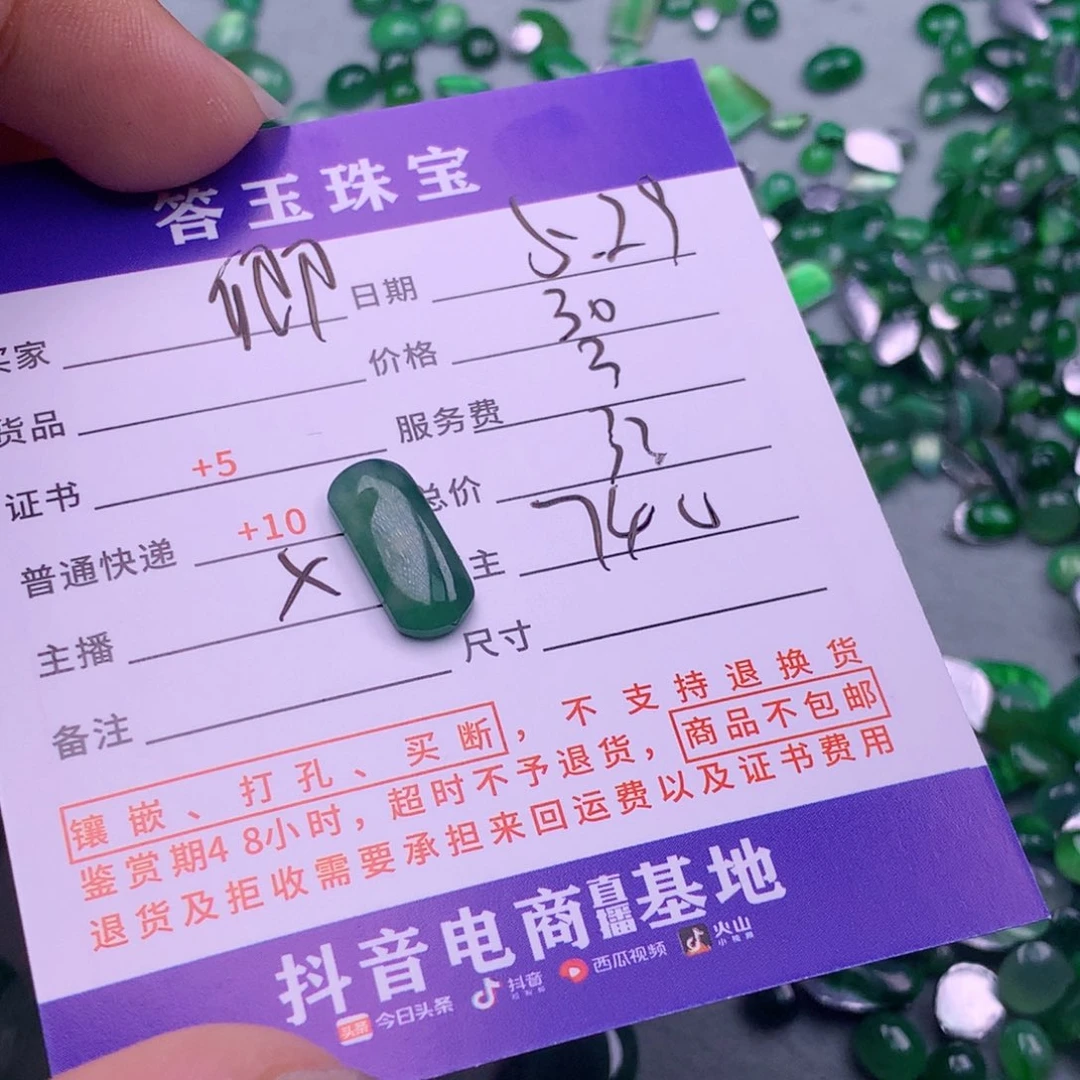 答玉珠宝
买家 日期 5.29
货品 价格 30
证书 +5 服务费 3
普通快递 +10 总价 33
主播 X 主 740
备注 尺寸
镶嵌、打孔、买断，不支持退换货
鉴赏期48小时，超时不予退货，商品不包邮
退货及拒收需要承担来回运费以及证书费用
抖音电商直播基地
头条 今日头条 抖音 西瓜视频 火山